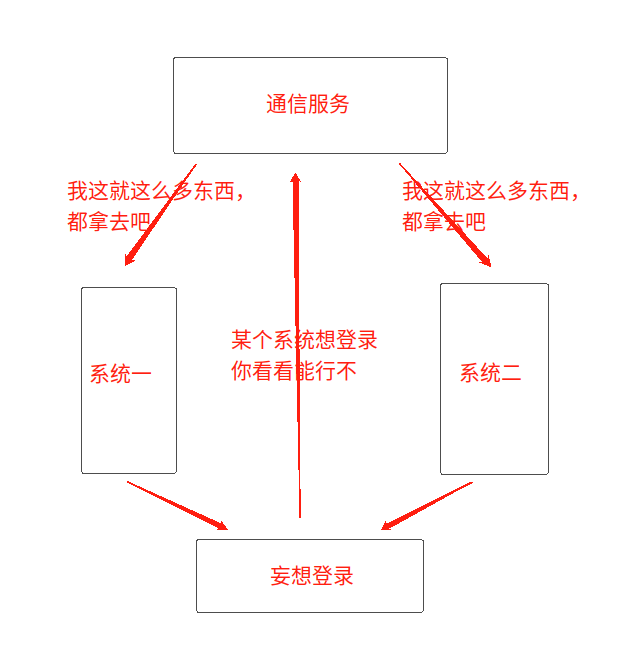 通信服务
我这就这么多东西，
都拿去吧
我这就这么多东西，
都拿去吧
某个系统想登录
你看看能行不
系统一
系统二
妄想登录